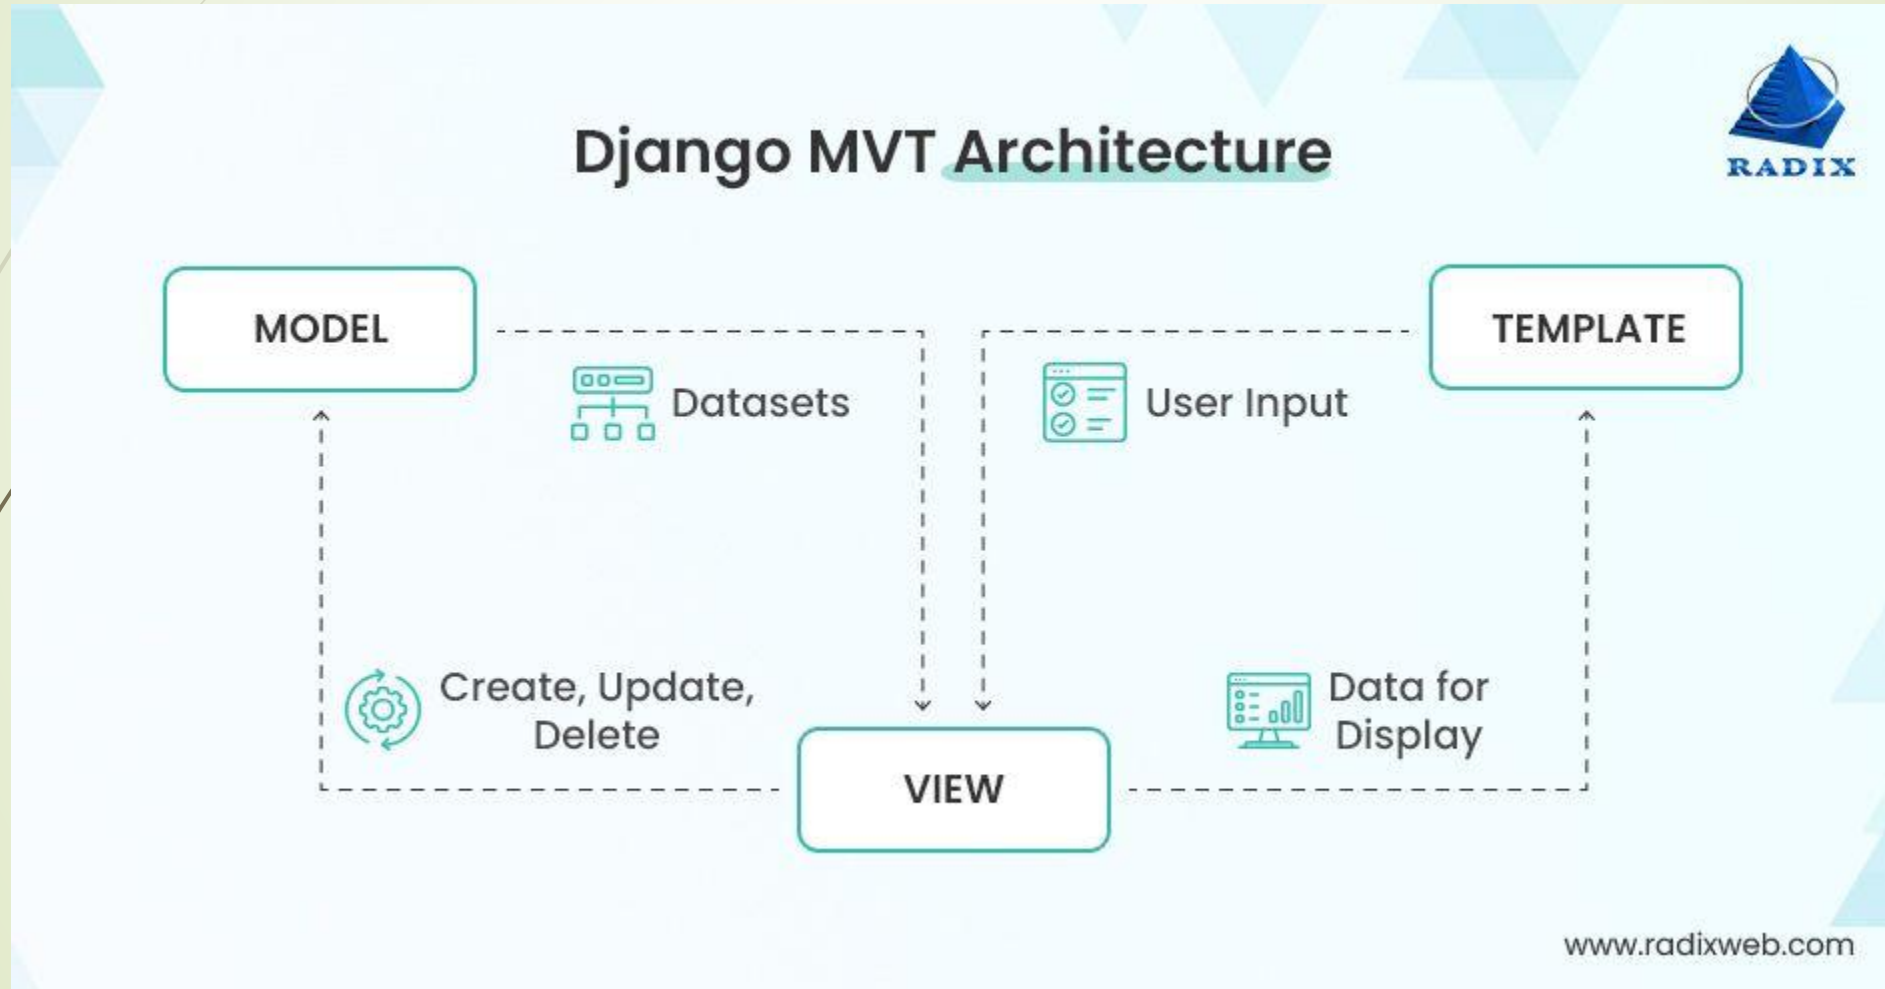 Django MVT Architecture
RADIX
MODEL
TEMPLATE
Datasets
User Input
Create, Update,
Delete
Data for
Display
VIEW
www.radixweb.com